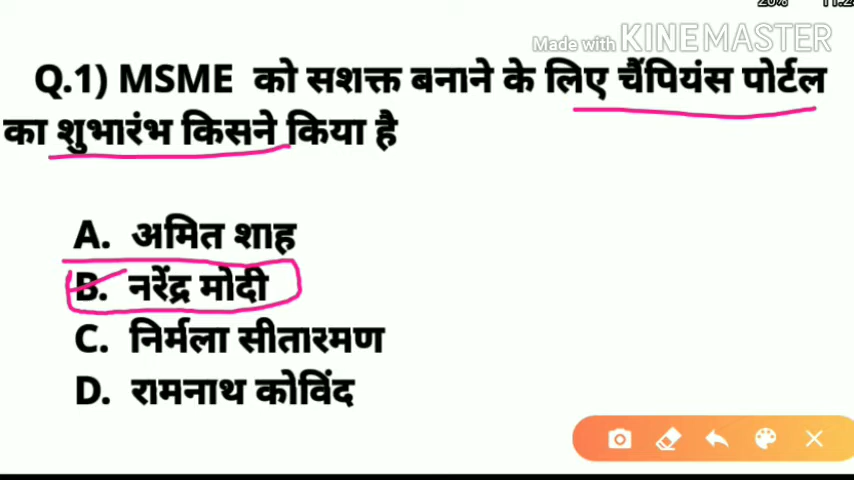 Made with KINEMASTER
Q.1) MSME को सशक्त बनाने के लिए चैंपियंस पोर्टल
का शुभारंभ किसने किया है
A. अमित शाह
B. नरेंद्र मोदी
C. निर्मला सीतारमण
D. रामनाथ कोविंद